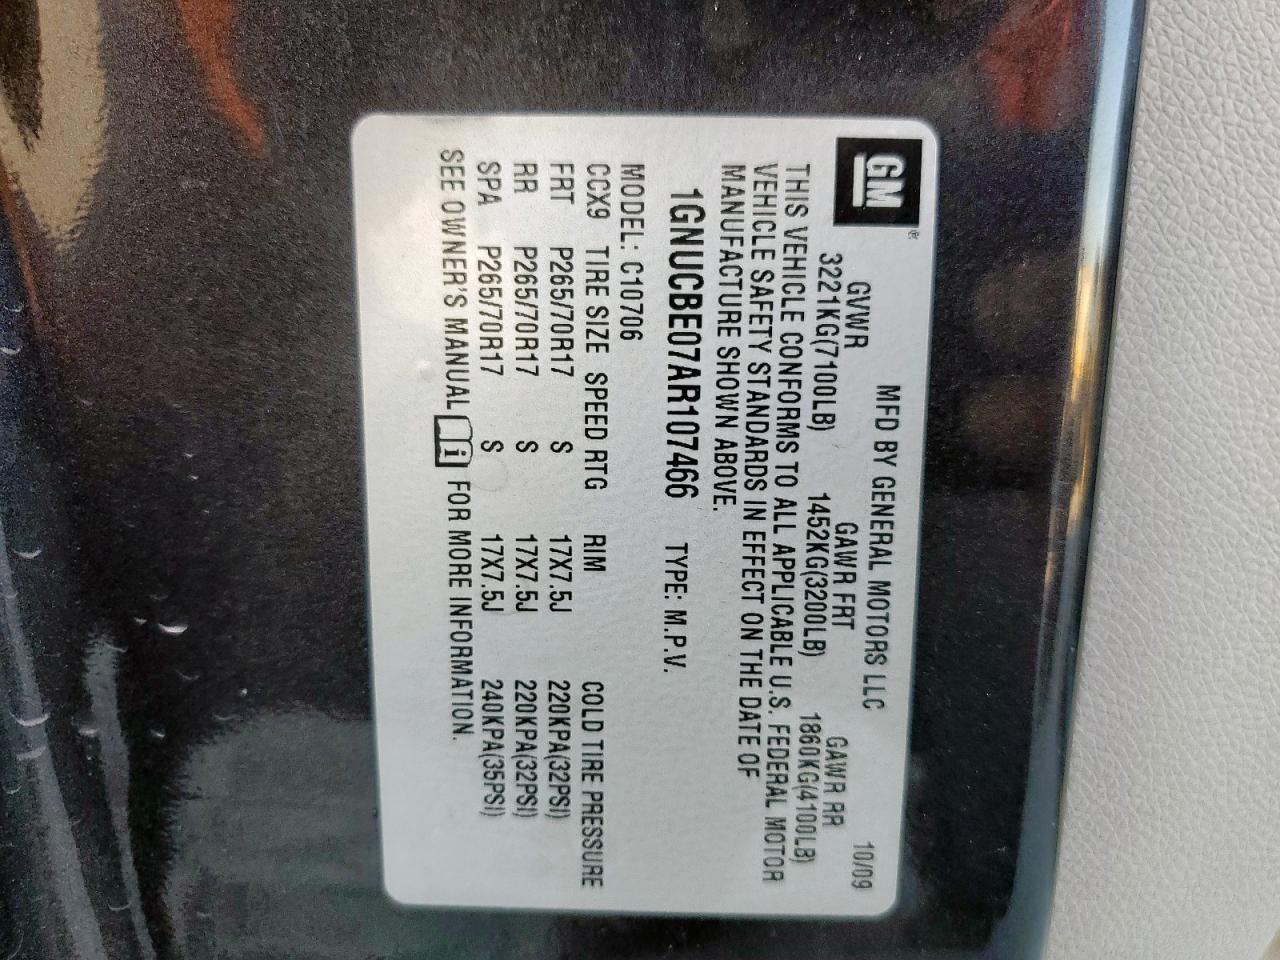 GM
MFD BY GENERAL MOTORS LLC 10/09
GVWR GAWR FRT GAWR RR
3221KG(7100LB) 1452KG(3200LB) 1860KG(4100LB)
THIS VEHICLE CONFORMS TO ALL APPLICABLE U.S. FEDERAL MOTOR
VEHICLE SAFETY STANDARDS IN EFFECT ON THE DATE OF
MANUFACTURE SHOWN ABOVE.
1GNUCBE07AR107466 TYPE: M.P.V.
MODEL: C10706
CCX9 TIRE SIZE SPEED RTG RIM COLD TIRE PRESSURE
FRT P265/70R17 S 17X7.5J 220KPA(32PSI)
RR P265/70R17 S 17X7.5J 220KPA(32PSI)
SPA P265/70R17 S 17X7.5J 240KPA(35PSI)
SEE OWNER'S MANUAL i FOR MORE INFORMATION.